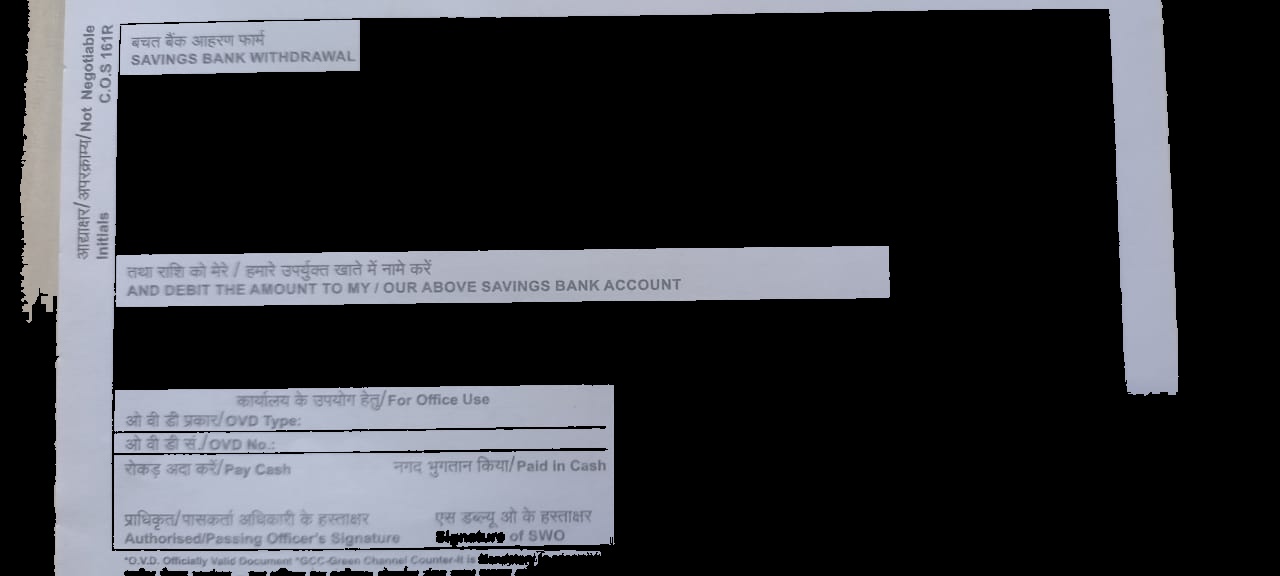 आद्याक्षर/अपरक्राम्य/Not Negotiable
Initials C.O.S 161R
बचत बैंक आहरण फार्म
SAVINGS BANK WITHDRAWAL
तथा राशि को मेरे / हमारे उपर्युक्त खाते में नामे करें
AND DEBIT THE AMOUNT TO MY / OUR ABOVE SAVINGS BANK ACCOUNT
कार्यालय के उपयोग हेतु/For Office Use
ओ वी डी प्रकार/OVD Type:
ओ वी डी सं./OVD No.:
रोकड़ अदा करें/Pay Cash नगद भुगतान किया/Paid in Cash
प्राधिकृत/पासकर्ता अधिकारी के हस्ताक्षर एस डब्ल्यू ओ के हस्ताक्षर
Authorised/Passing Officer's Signature Signature of SWO
*O.V.D. Officially Valid Document *GCC-Green Channel Counter-It is